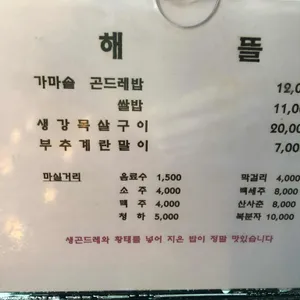 해 뜰
가마솥 곤드레밥 12,0
쌀밥 11,0
생강목살구이 20,00
부추계란말이 7,00
마실거리 음료수 1,500 막걸리 4,000
소주 4,000 백세주 8,000
맥주 4,000 산사춘 8,000
청하 5,000 복분자 10,000
생곤드레와 황태를 넣어 지은 밥이 정말 맛있습니다